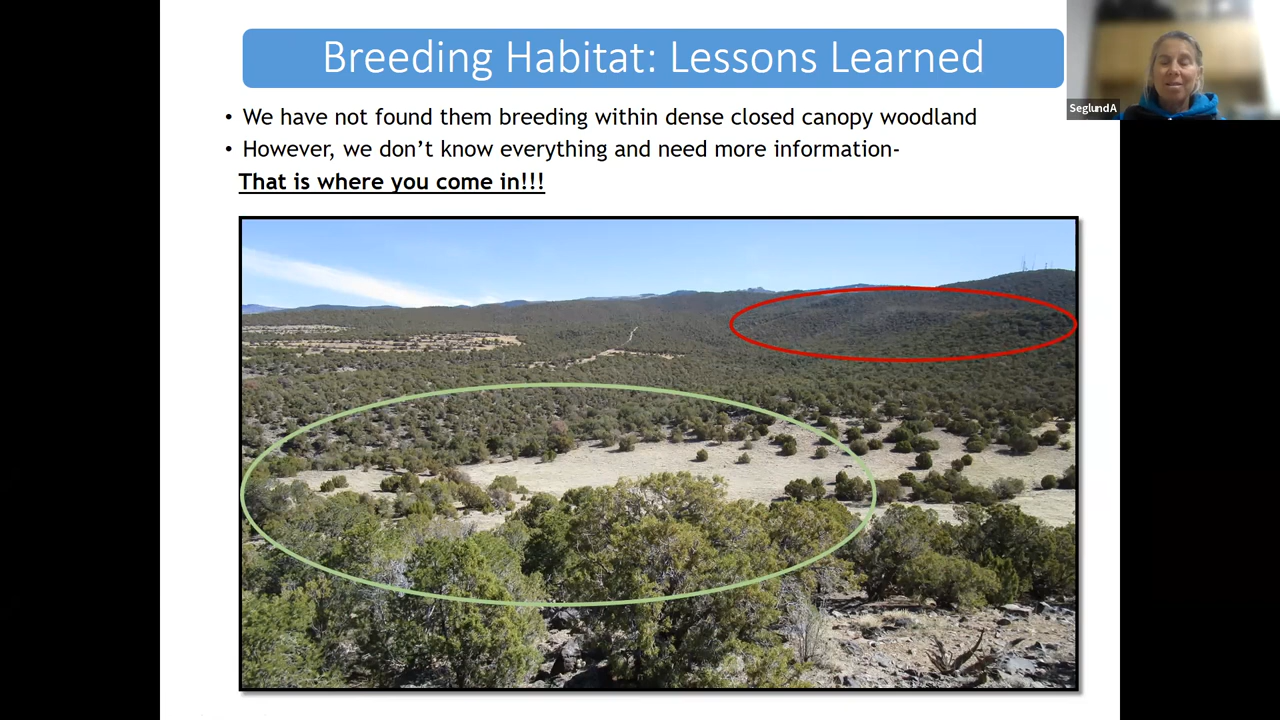 Breeding Habitat: Lessons Learned
SeglundA
• We have not found them breeding within dense closed canopy woodland
• However, we don’t know everything and need more information-
That is where you come in!!!